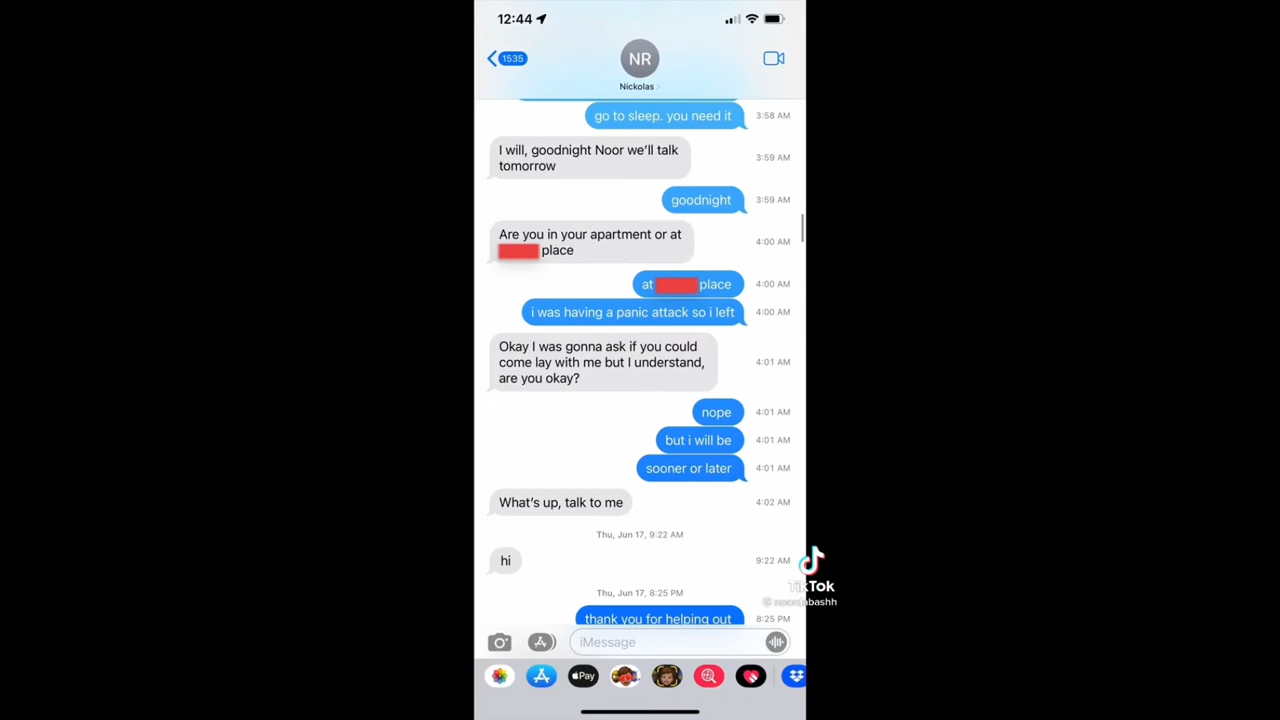 12:44
1535
NR
Nickolas
go to sleep. you need it
3:58 AM
I will, goodnight Noor we’ll talk
tomorrow
3:59 AM
goodnight
3:59 AM
Are you in your apartment or at
place
4:00 AM
at place
4:00 AM
i was having a panic attack so i left
4:00 AM
Okay I was gonna ask if you could
come lay with me but I understand,
are you okay?
4:01 AM
nope
4:01 AM
but i will be
4:01 AM
sooner or later
4:01 AM
What’s up, talk to me
4:02 AM
Thu, Jun 17, 9:22 AM
hi
9:22 AM
Thu, Jun 17, 8:25 PM
thank you for helping out
8:25 PM
iMessage
Pay
TikTok